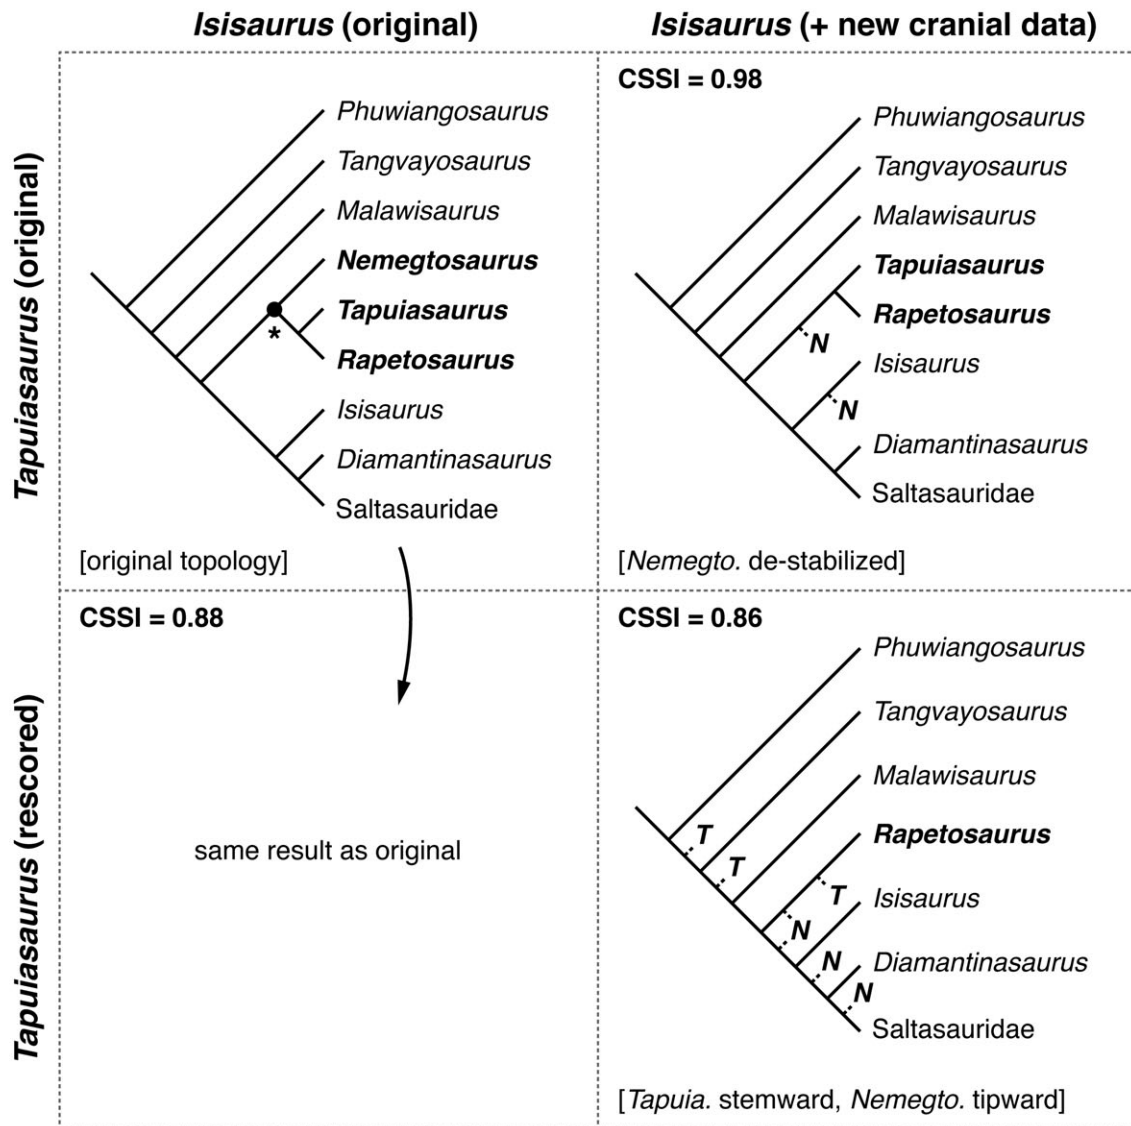 Isisaurus (original)
Isisaurus (+ new cranial data)
Tapuiasaurus (original)
Phuwiangosaurus
Tangvayosaurus
Malawisaurus
Nemegtosaurus
Tapuiasaurus
Rapetosaurus
Isisaurus
Diamantinasaurus
Saltasauridae
*
[original topology]
CSSI = 0.98
Phuwiangosaurus
Tangvayosaurus
Malawisaurus
Tapuiasaurus
Rapetosaurus
N
Isisaurus
N
Diamantinasaurus
Saltasauridae
[Nemegto. de-stabilized]
Tapuiasaurus (rescored)
CSSI = 0.88
same result as original
CSSI = 0.86
Phuwiangosaurus
Tangvayosaurus
Malawisaurus
Rapetosaurus
T
T
T
Isisaurus
N
N
Diamantinasaurus
N
Saltasauridae
[Tapuia. stemward, Nemegto. tipward]